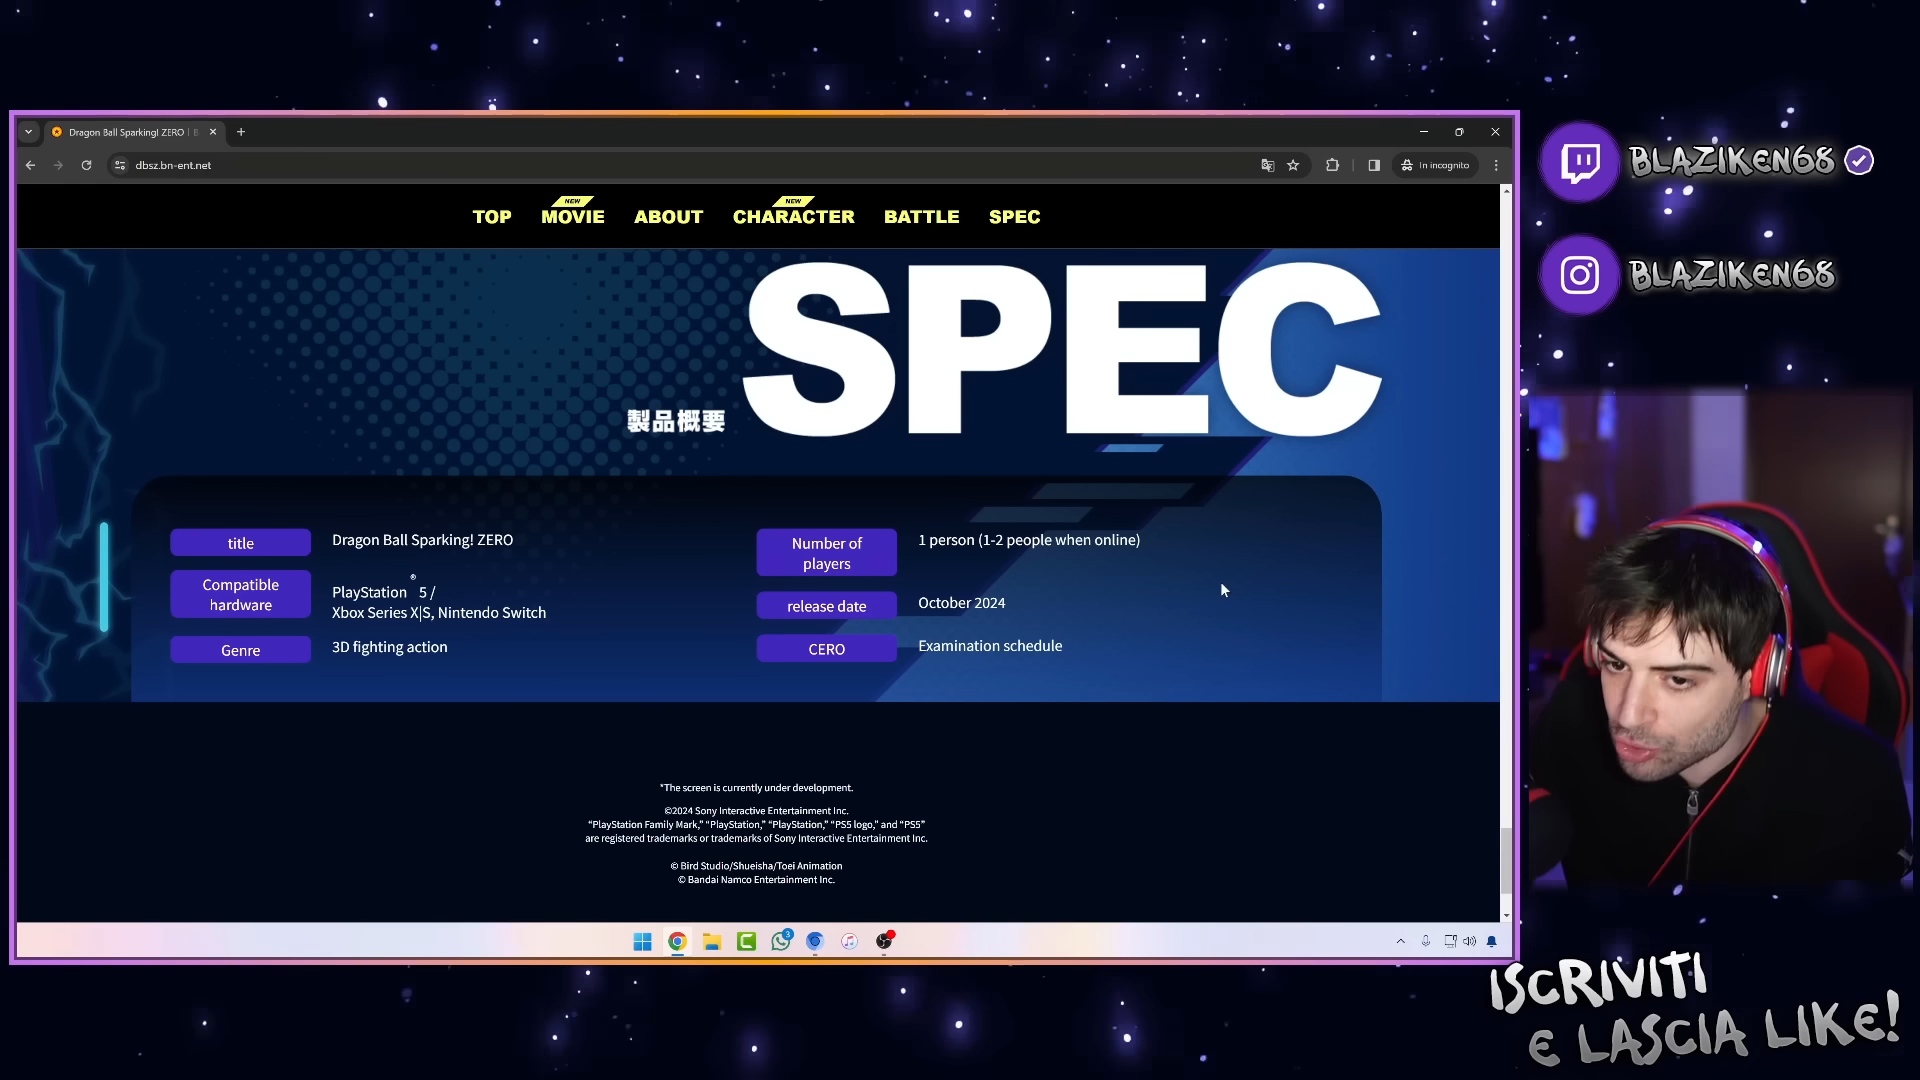 Dragon Ball Sparking! ZERO | B
dbsz.bn-ent.net
In incognito
NEW
NEW
TOP MOVIE ABOUT CHARACTER BATTLE SPEC
製品概要 SPEC
title
Dragon Ball Sparking! ZERO
Compatible
hardware
PlayStation ® 5 /
Xbox Series X|S, Nintendo Switch
Genre
3D fighting action
Number of
players
1 person (1-2 people when online)
release date
October 2024
CERO
Examination schedule
*The screen is currently under development.
©2024 Sony Interactive Entertainment Inc.
“PlayStation Family Mark,” “PlayStation,” “PlayStation,” “PS5 logo,” and “PS5”
are registered trademarks or trademarks of Sony Interactive Entertainment Inc.
© Bird Studio/Shueisha/Toei Animation
© Bandai Namco Entertainment Inc.
3
BLAZIKEN68
BLAZIKEN68
ISCRIVITI
E LASCIA LIKE!